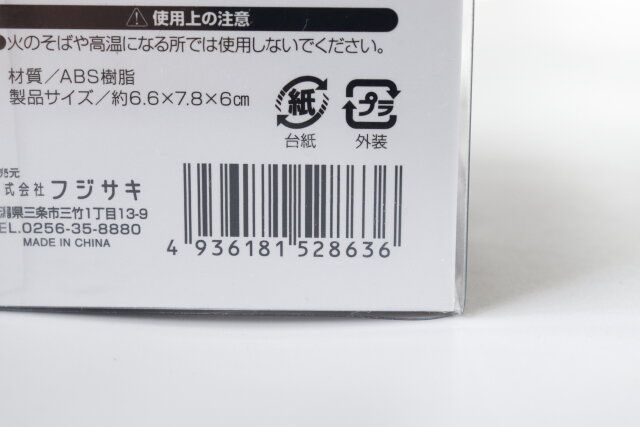 使用上の注意
●火のそばや高温になる所では使用しないでください。
材質／ABS樹脂
製品サイズ／約6.6×7.8×6cm
紙
プラ
台紙
外装
売元
式会社 フジサキ
潟県三条市三竹1丁目13-9
EL.0256-35-8880
MADE IN CHINA
4 936181 528636